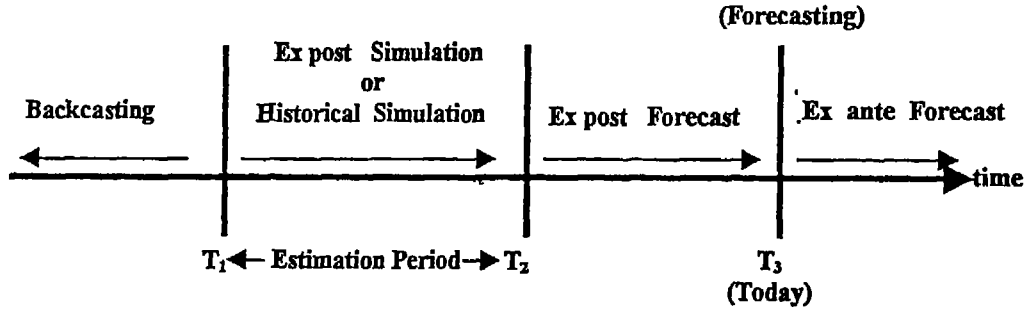 (Forecasting)
Ex post Simulation
or
Historical Simulation
Backcasting
Ex post Forecast
Ex ante Forecast
time
T₁ Estimation Period T₂
T₃
(Today)